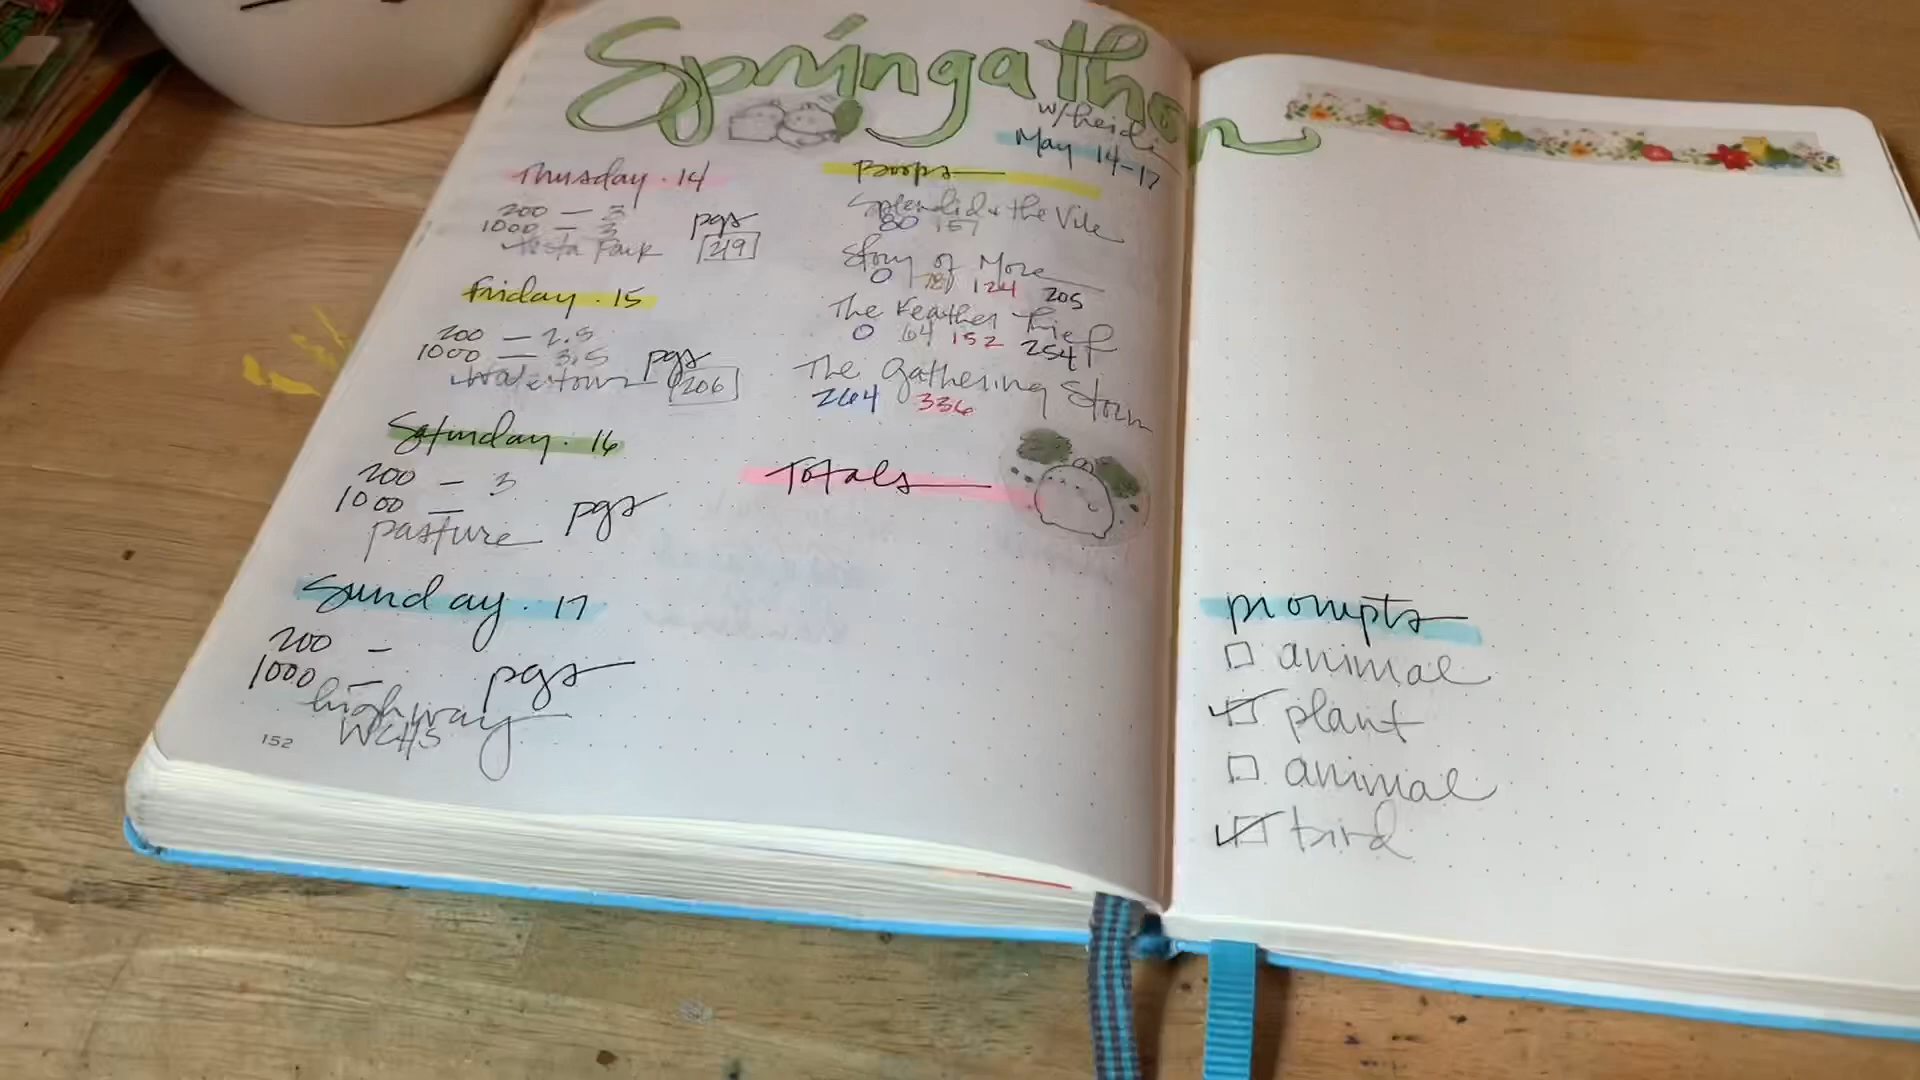 Springathon
w/heidi
May 14-17
Thusday . 14
200 — 3
1000 — 3
pgs
219
Friday . 15
200 — 2.5
1000 — 3.5
pgs
Watertown
206
Saturday . 16
200 — 3
1000 —
pgs
pasture
Sunday . 17
200 —
1000 —
pgs
highway
WCHS
152
Splendid & the Vile
80 157
Story of More
0 124 205
The Feather Thief
0 64 152 254
The Gathering Storm
264 336
Totals
prompts
animal
plant
animal
bird